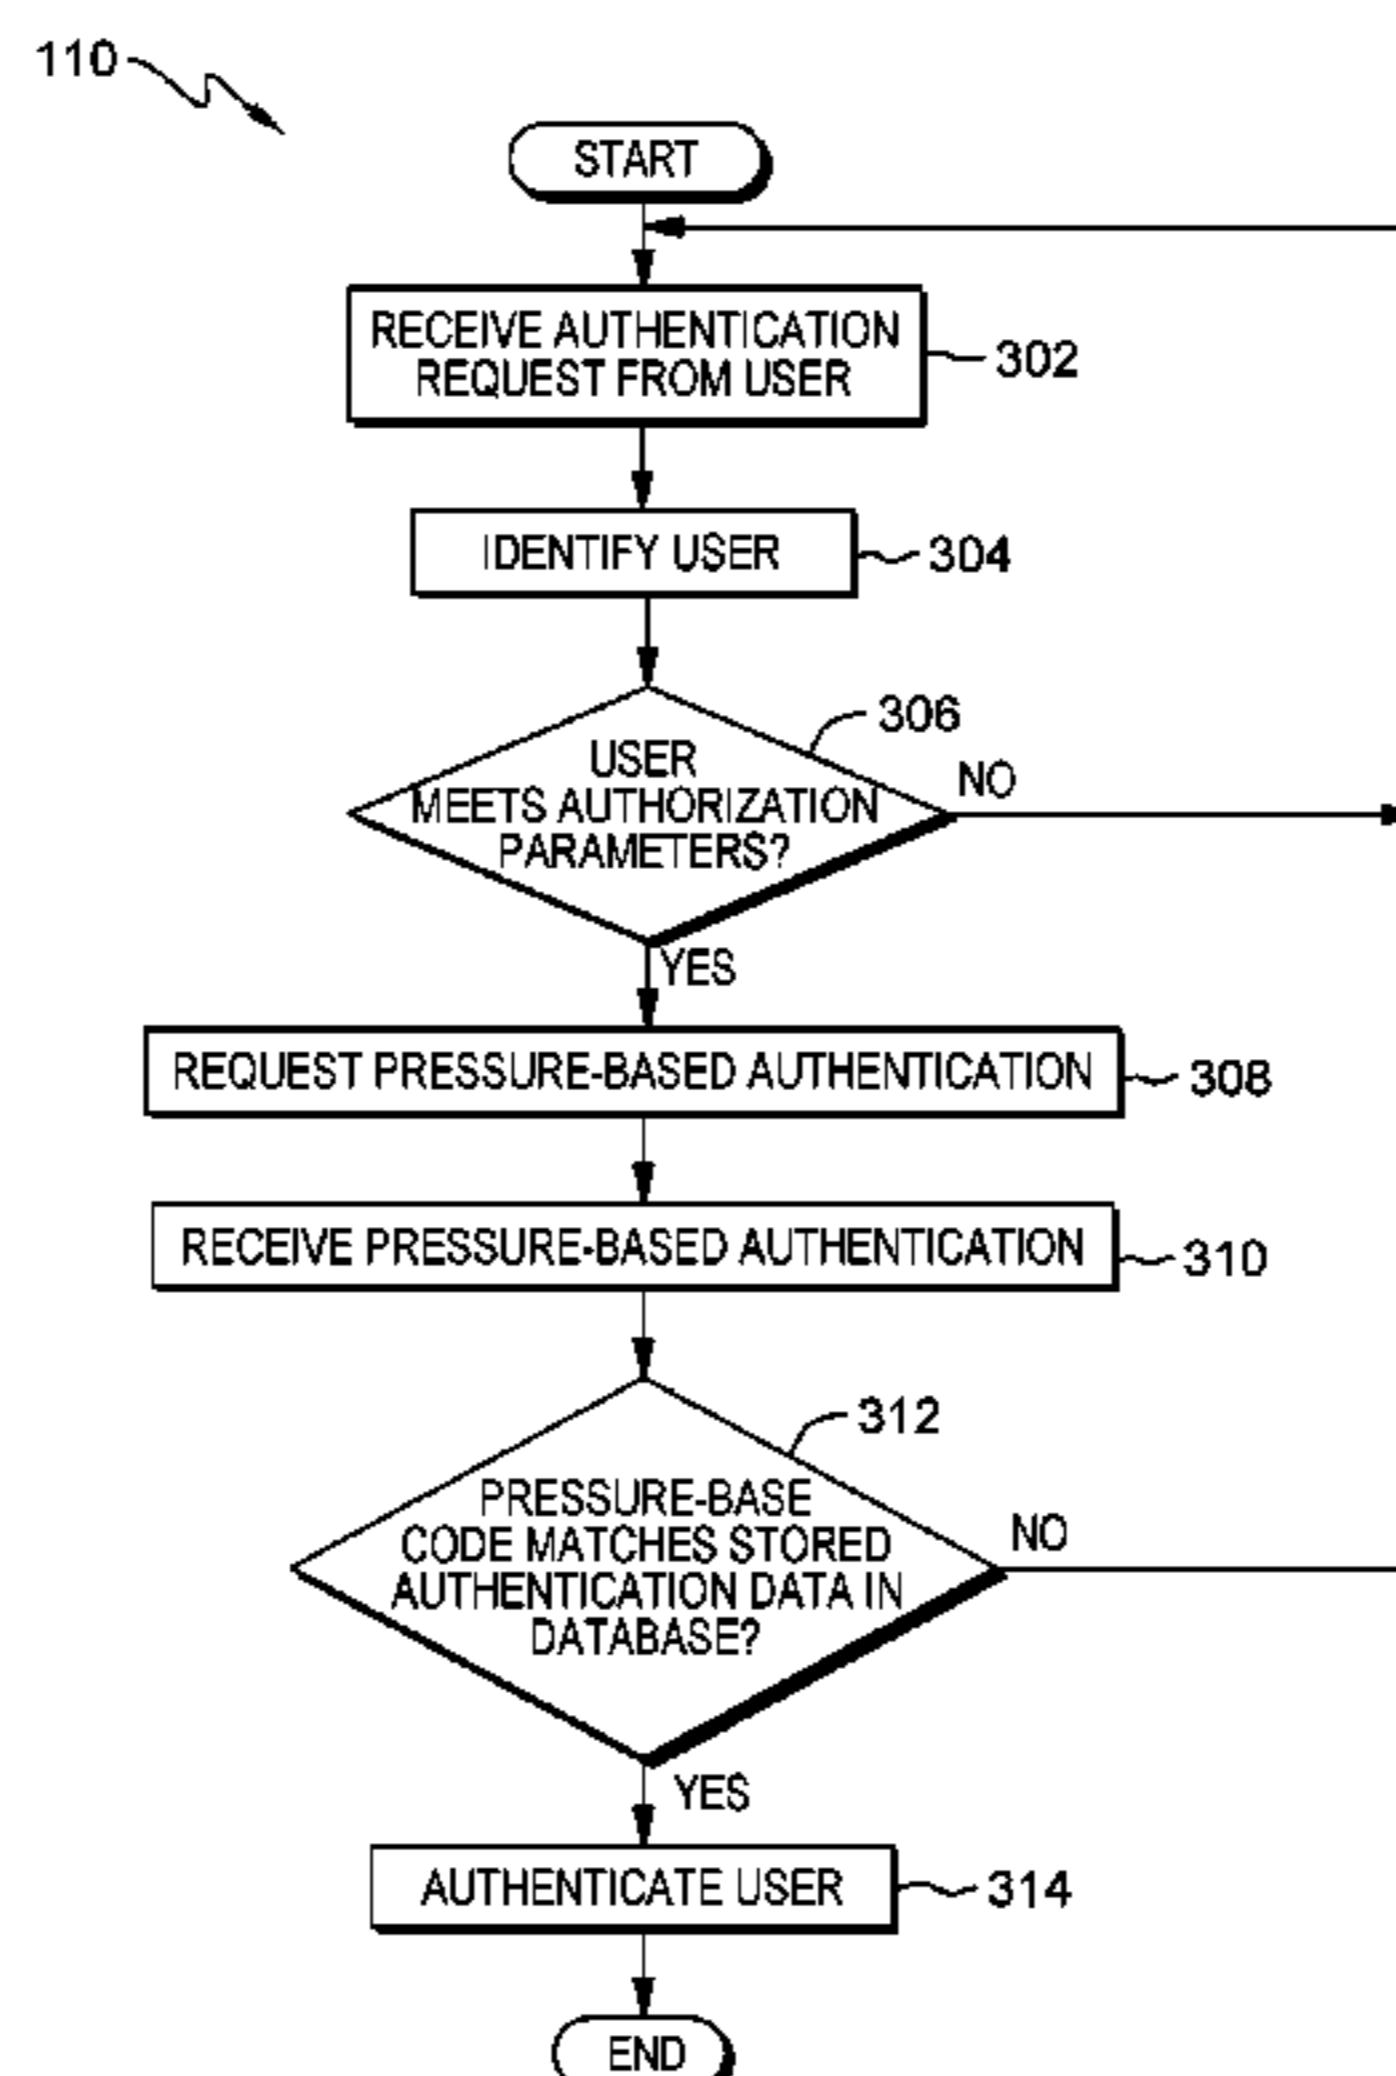 110
START
RECEIVE AUTHENTICATION
REQUEST FROM USER
302
IDENTIFY USER
304
306
USER
MEETS AUTHORIZATION
PARAMETERS?
NO
YES
REQUEST PRESSURE-BASED AUTHENTICATION
308
RECEIVE PRESSURE-BASED AUTHENTICATION
310
312
PRESSURE-BASE
CODE MATCHES STORED
AUTHENTICATION DATA IN
DATABASE?
NO
YES
AUTHENTICATE USER
314
END